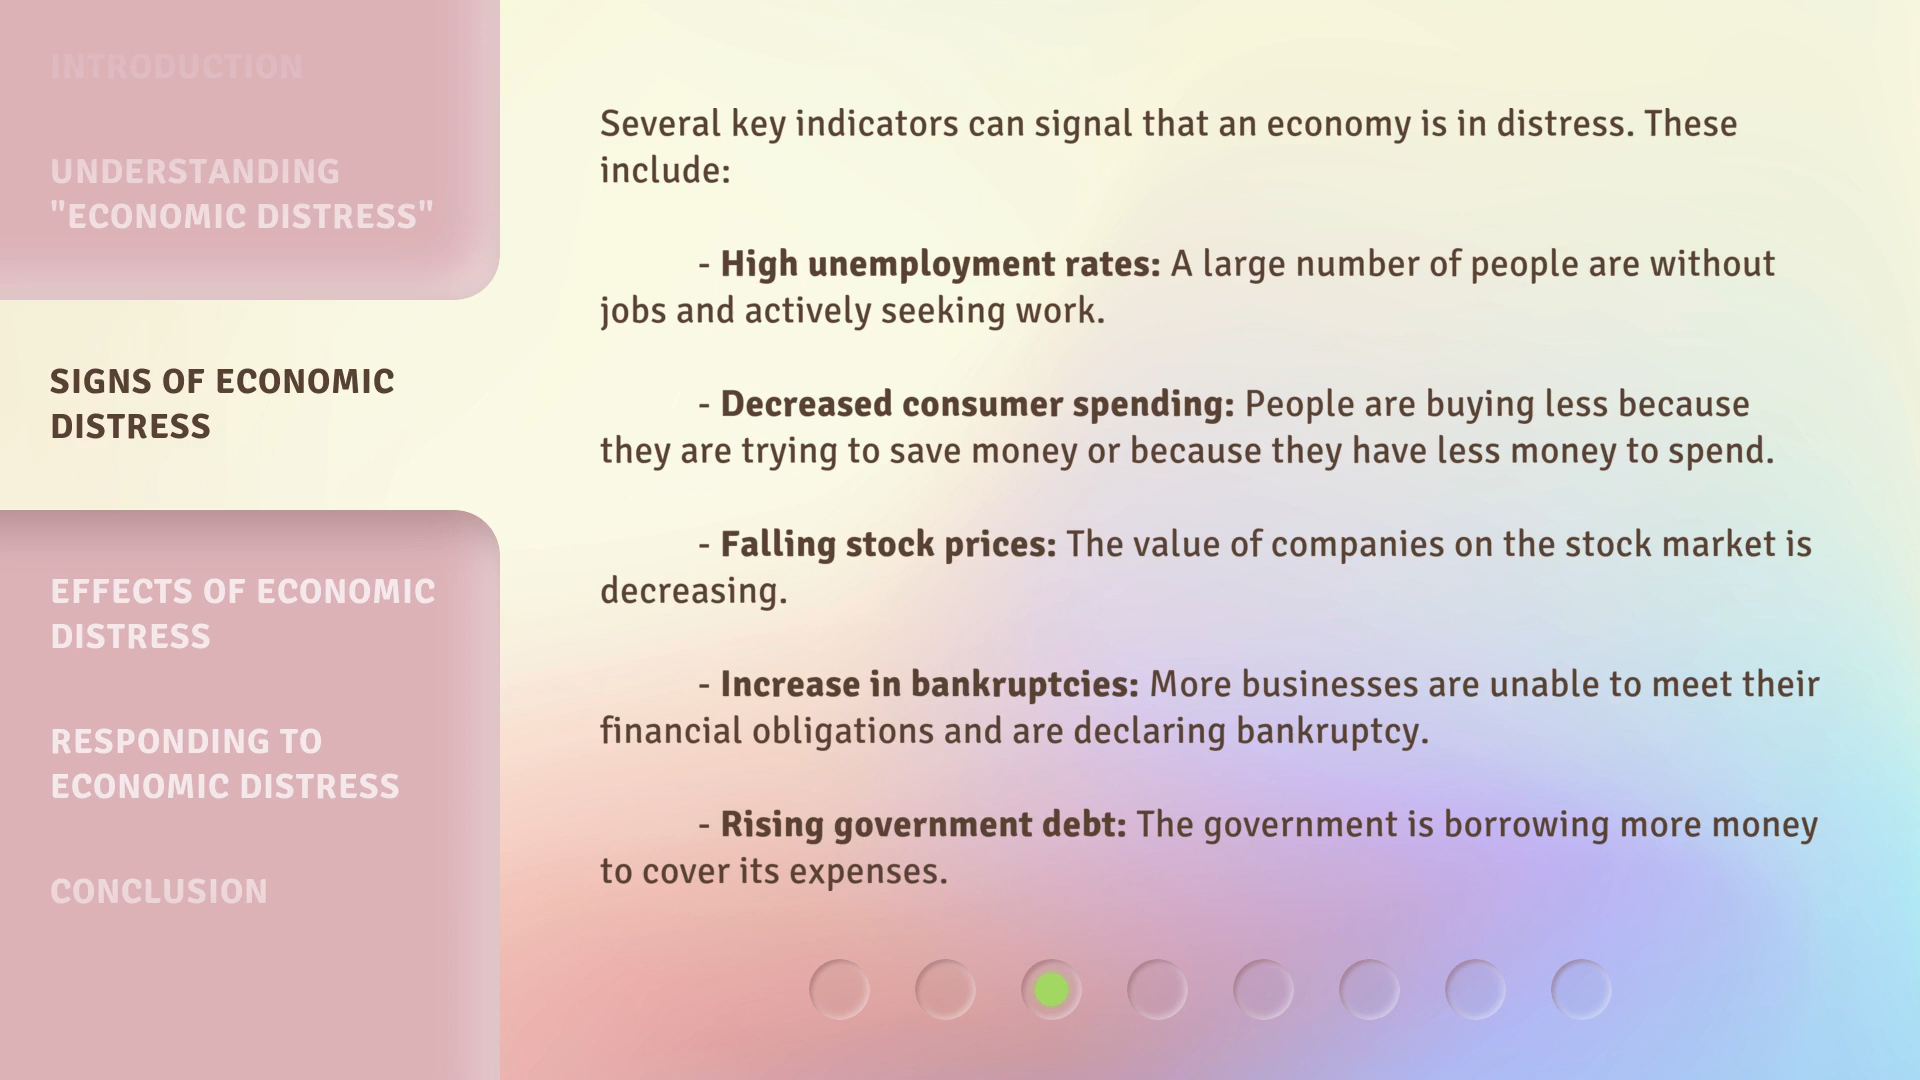 INTRODUCTION
UNDERSTANDING
"ECONOMIC DISTRESS"
SIGNS OF ECONOMIC
DISTRESS
EFFECTS OF ECONOMIC
DISTRESS
RESPONDING TO
ECONOMIC DISTRESS
CONCLUSION
Several key indicators can signal that an economy is in distress. These
include:
- High unemployment rates: A large number of people are without
jobs and actively seeking work.
- Decreased consumer spending: People are buying less because
they are trying to save money or because they have less money to spend.
- Falling stock prices: The value of companies on the stock market is
decreasing.
- Increase in bankruptcies: More businesses are unable to meet their
financial obligations and are declaring bankruptcy.
- Rising government debt: The government is borrowing more money
to cover its expenses.